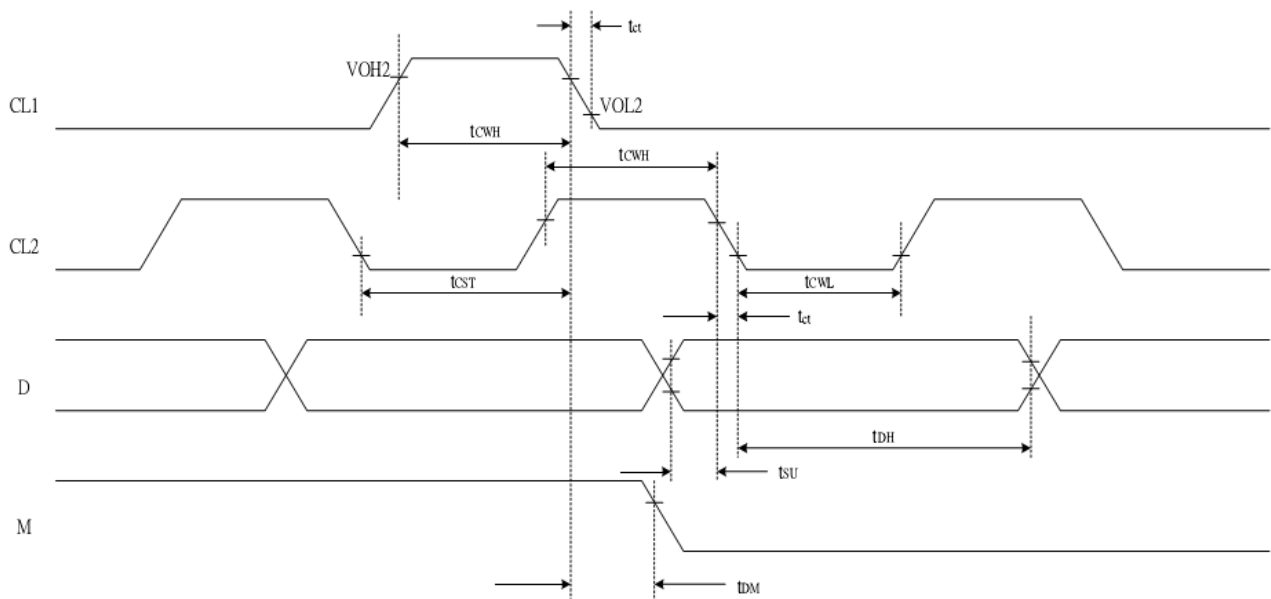 tct
VOH2
CL1
VOL2
tCWH
tCWH
CL2
tCST
tCWL
tct
D
tDH
tSU
M
tDM